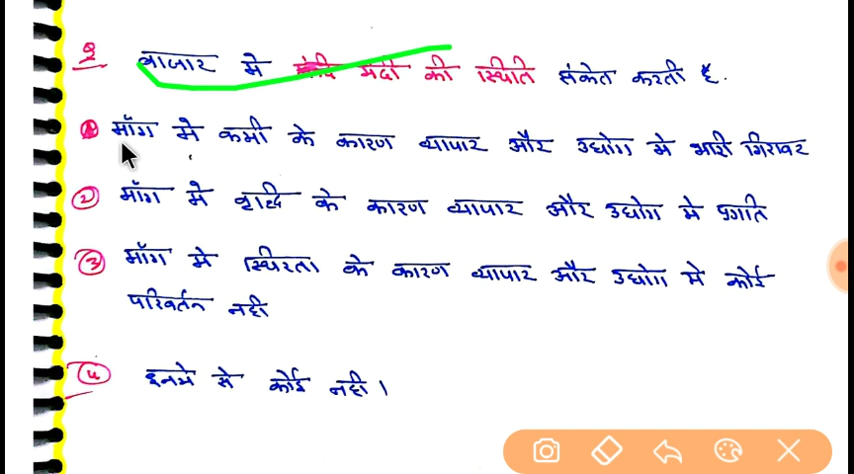 2 बाजार मे मंदी की स्थिति संकेत करती है.
1 माँग मे कमी के कारण व्यापार और उद्योग मे भारी गिरावट
2 माँग मे वृद्धि के कारण व्यापार और उद्योग मे प्रगति
3 माँग मे स्थिरता के कारण व्यापार और उद्योग मे कोई
परिवर्तन नही
4 इनमे से कोई नही।